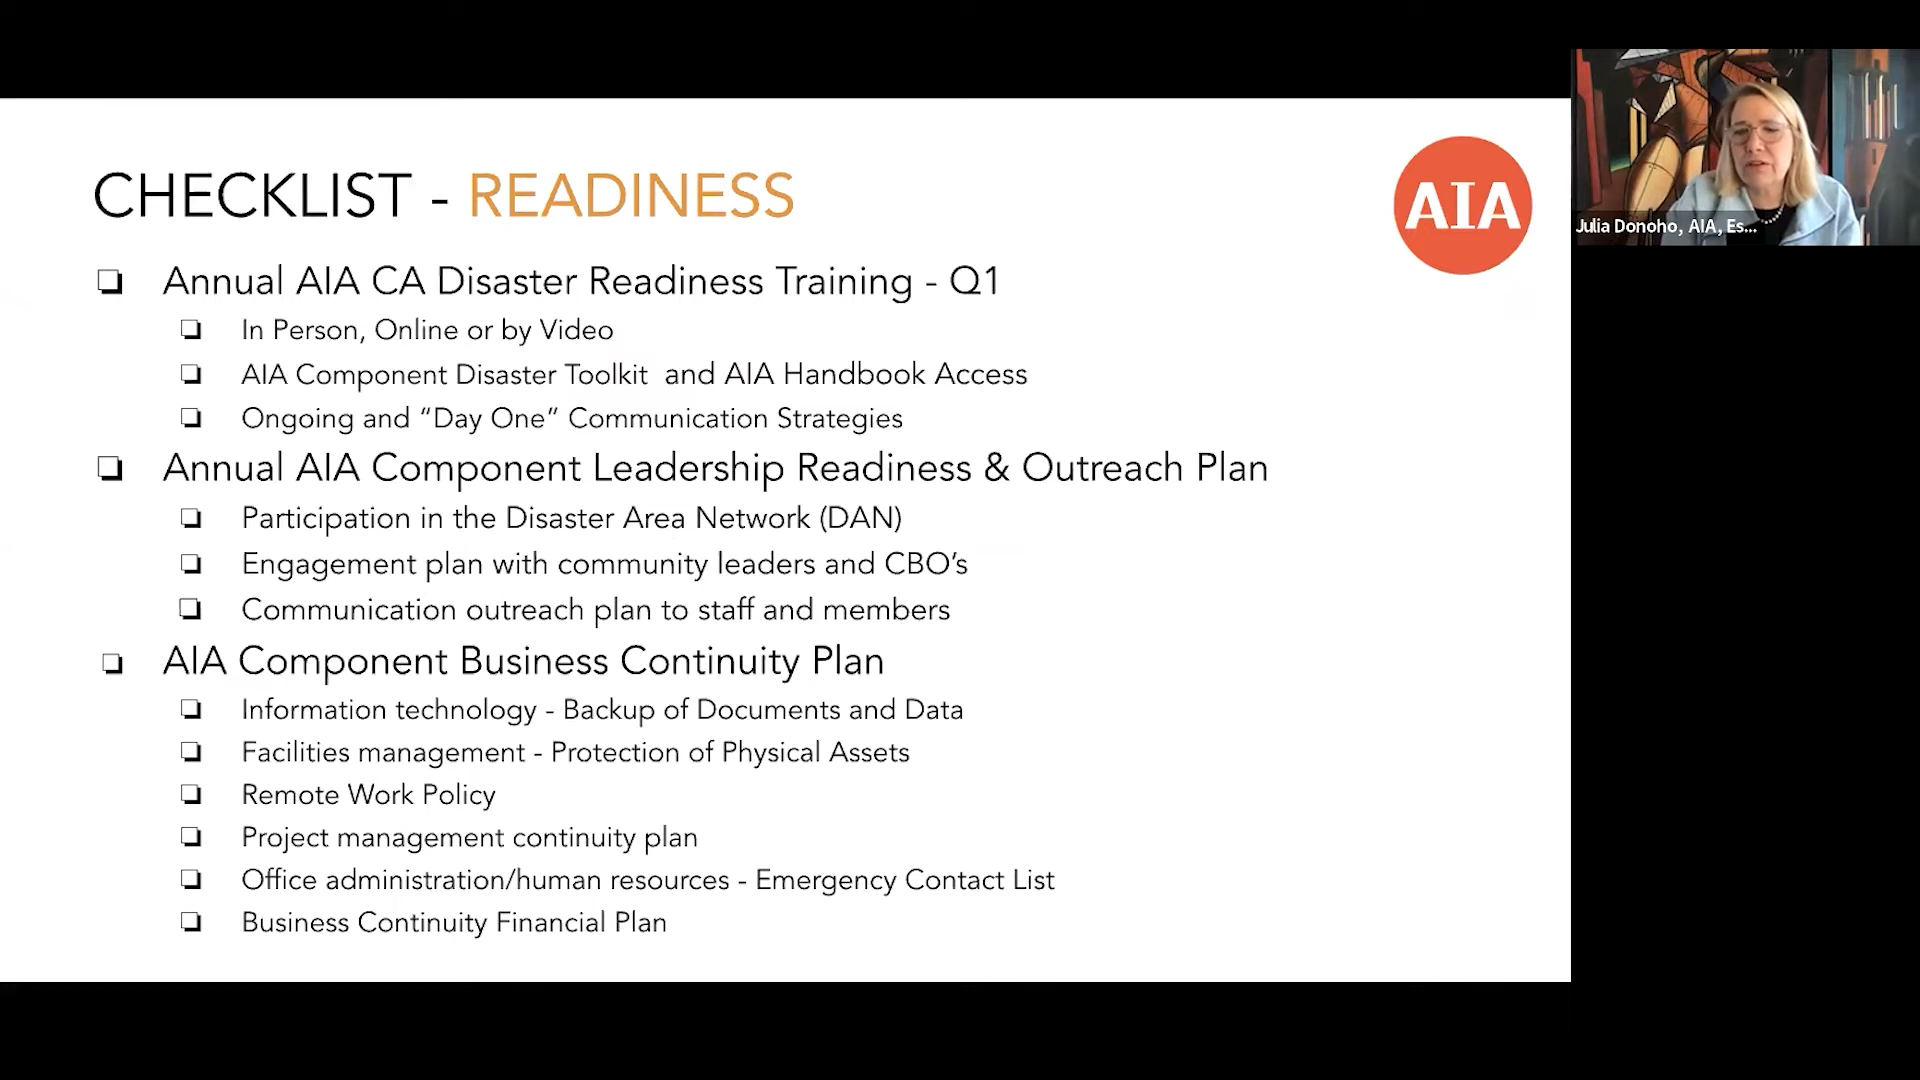 CHECKLIST - READINESS
AIA
Julia Donoho, AIA, Es...
❏ Annual AIA CA Disaster Readiness Training - Q1
❏ In Person, Online or by Video
❏ AIA Component Disaster Toolkit and AIA Handbook Access
❏ Ongoing and “Day One” Communication Strategies
❏ Annual AIA Component Leadership Readiness & Outreach Plan
❏ Participation in the Disaster Area Network (DAN)
❏ Engagement plan with community leaders and CBO’s
❏ Communication outreach plan to staff and members
❏ AIA Component Business Continuity Plan
❏ Information technology - Backup of Documents and Data
❏ Facilities management - Protection of Physical Assets
❏ Remote Work Policy
❏ Project management continuity plan
❏ Office administration/human resources - Emergency Contact List
❏ Business Continuity Financial Plan